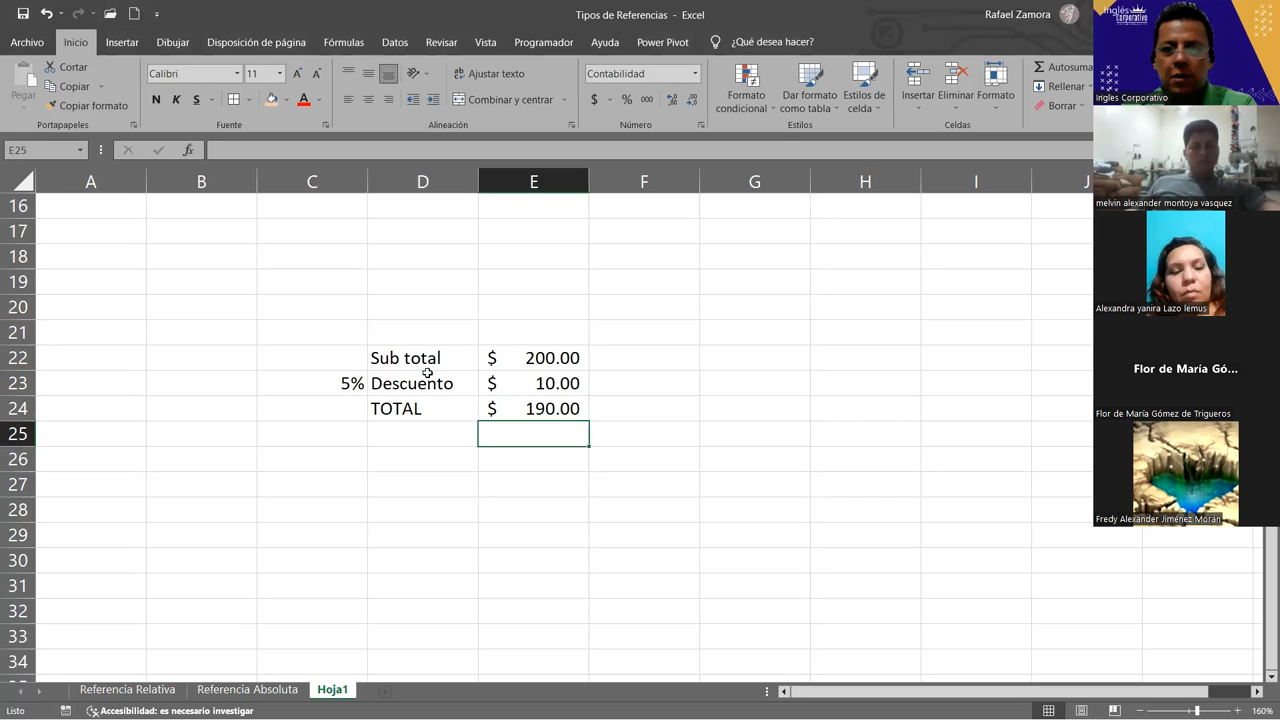 Tipos de Referencias - Excel
Rafael Zamora
Archivo Inicio Insertar Dibujar Disposición de página Fórmulas Datos Revisar Vista Programador Ayuda Power Pivot ¿Qué desea hacer?
Pegar
Cortar
Copiar
Copiar formato
Portapapeles
Calibri 11
N K S
Fuente
Ajustar texto
Combinar y centrar
Alineación
Contabilidad
$ % 000
Número
Formato condicional
Dar formato como tabla
Estilos de celda
Estilos
Insertar Eliminar Formato
Celdas
Autosuma
Rellenar
Borrar
E25
fx
A B C D E F G H I J
16
17
18
19
20
21
22 Sub total $ 200.00
23 5% Descuento $ 10.00
24 TOTAL $ 190.00
25
26
27
28
29
30
31
32
33
34
Referencia Relativa Referencia Absoluta Hoja1
Listo Accesibilidad: es necesario investigar 160%
Inglés
Corporativo
Ingles Corporativo
melvin alexander montoya vasquez
Alexandra yanira Lazo lemus
Flor de María Gó...
Flor de María Gómez de Trigueros
Fredy Alexander Jiménez Morán